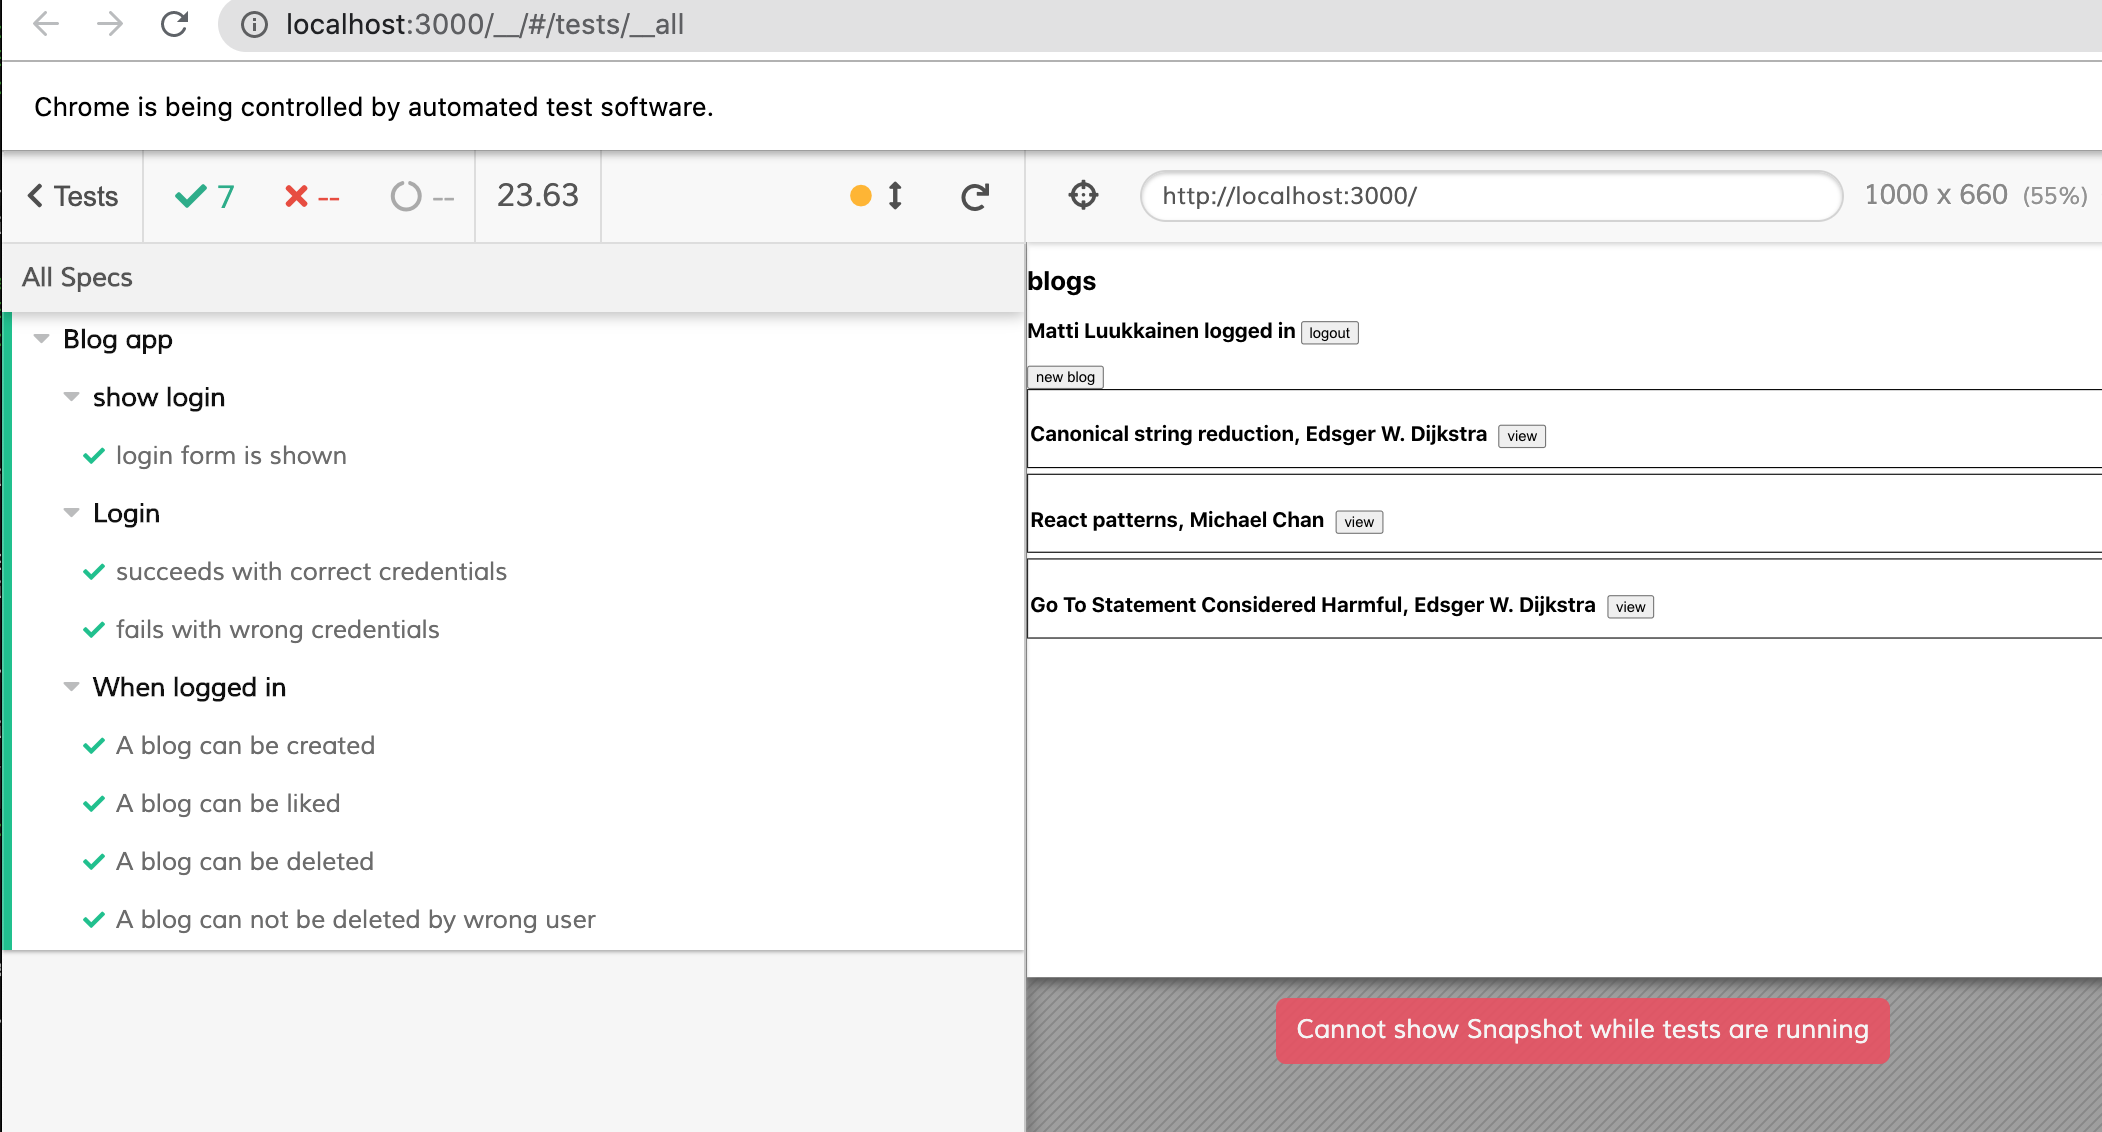 localhost:3000/__/#/tests/__all
Chrome is being controlled by automated test software.
Tests 7 -- -- 23.63 http://localhost:3000/ 1000 x 660 (55%)
All Specs
Blog app
show login
login form is shown
Login
succeeds with correct credentials
fails with wrong credentials
When logged in
A blog can be created
A blog can be liked
A blog can be deleted
A blog can not be deleted by wrong user
blogs
Matti Luukkainen logged in logout
new blog
Canonical string reduction, Edsger W. Dijkstra view
React patterns, Michael Chan view
Go To Statement Considered Harmful, Edsger W. Dijkstra view
Cannot show Snapshot while tests are running